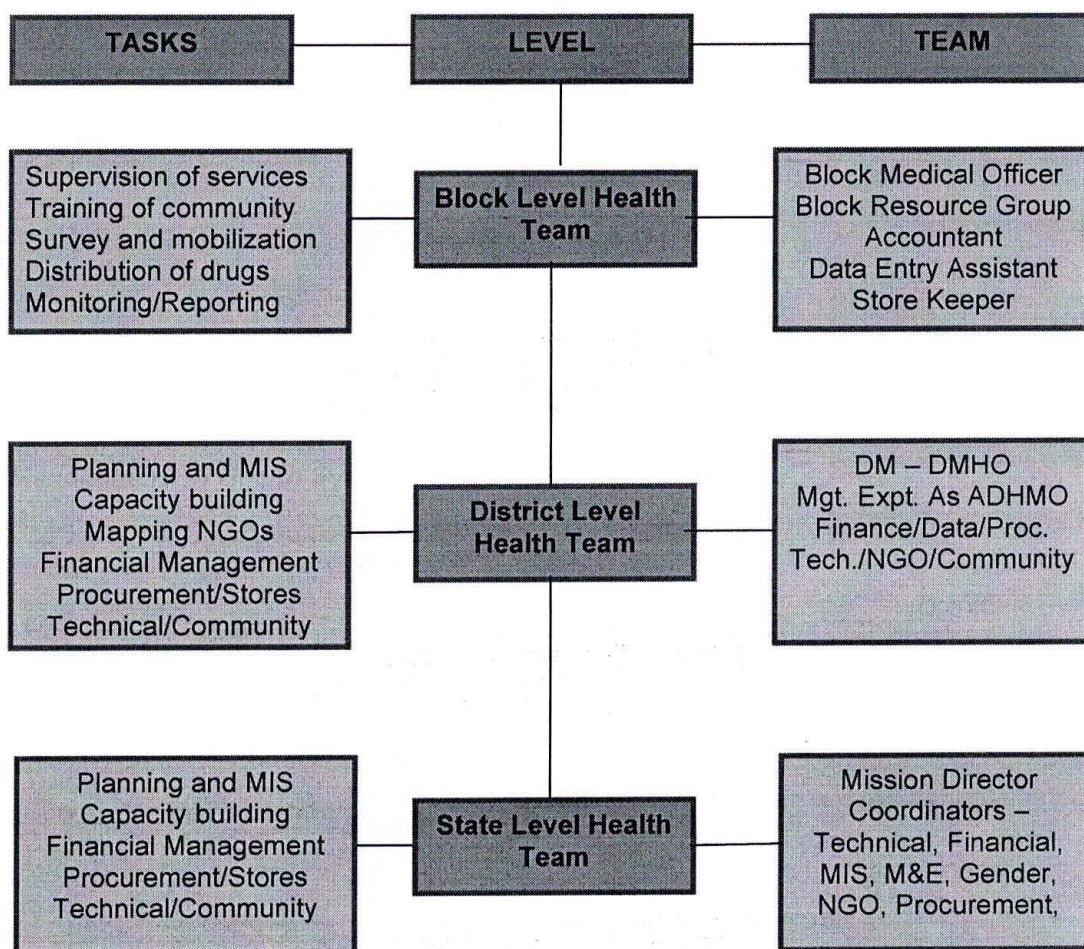 TASKS
LEVEL
TEAM
Supervision of services
Training of community
Survey and mobilization
Distribution of drugs
Monitoring/Reporting
Block Level Health
Team
Block Medical Officer
Block Resource Group
Accountant
Data Entry Assistant
Store Keeper
Planning and MIS
Capacity building
Mapping NGOs
Financial Management
Procurement/Stores
Technical/Community
District Level
Health Team
DM – DMHO
Mgt. Expt. As ADHMO
Finance/Data/Proc.
Tech./NGO/Community
Planning and MIS
Capacity building
Financial Management
Procurement/Stores
Technical/Community
State Level Health
Team
Mission Director
Coordinators –
Technical, Financial,
MIS, M&E, Gender,
NGO, Procurement,